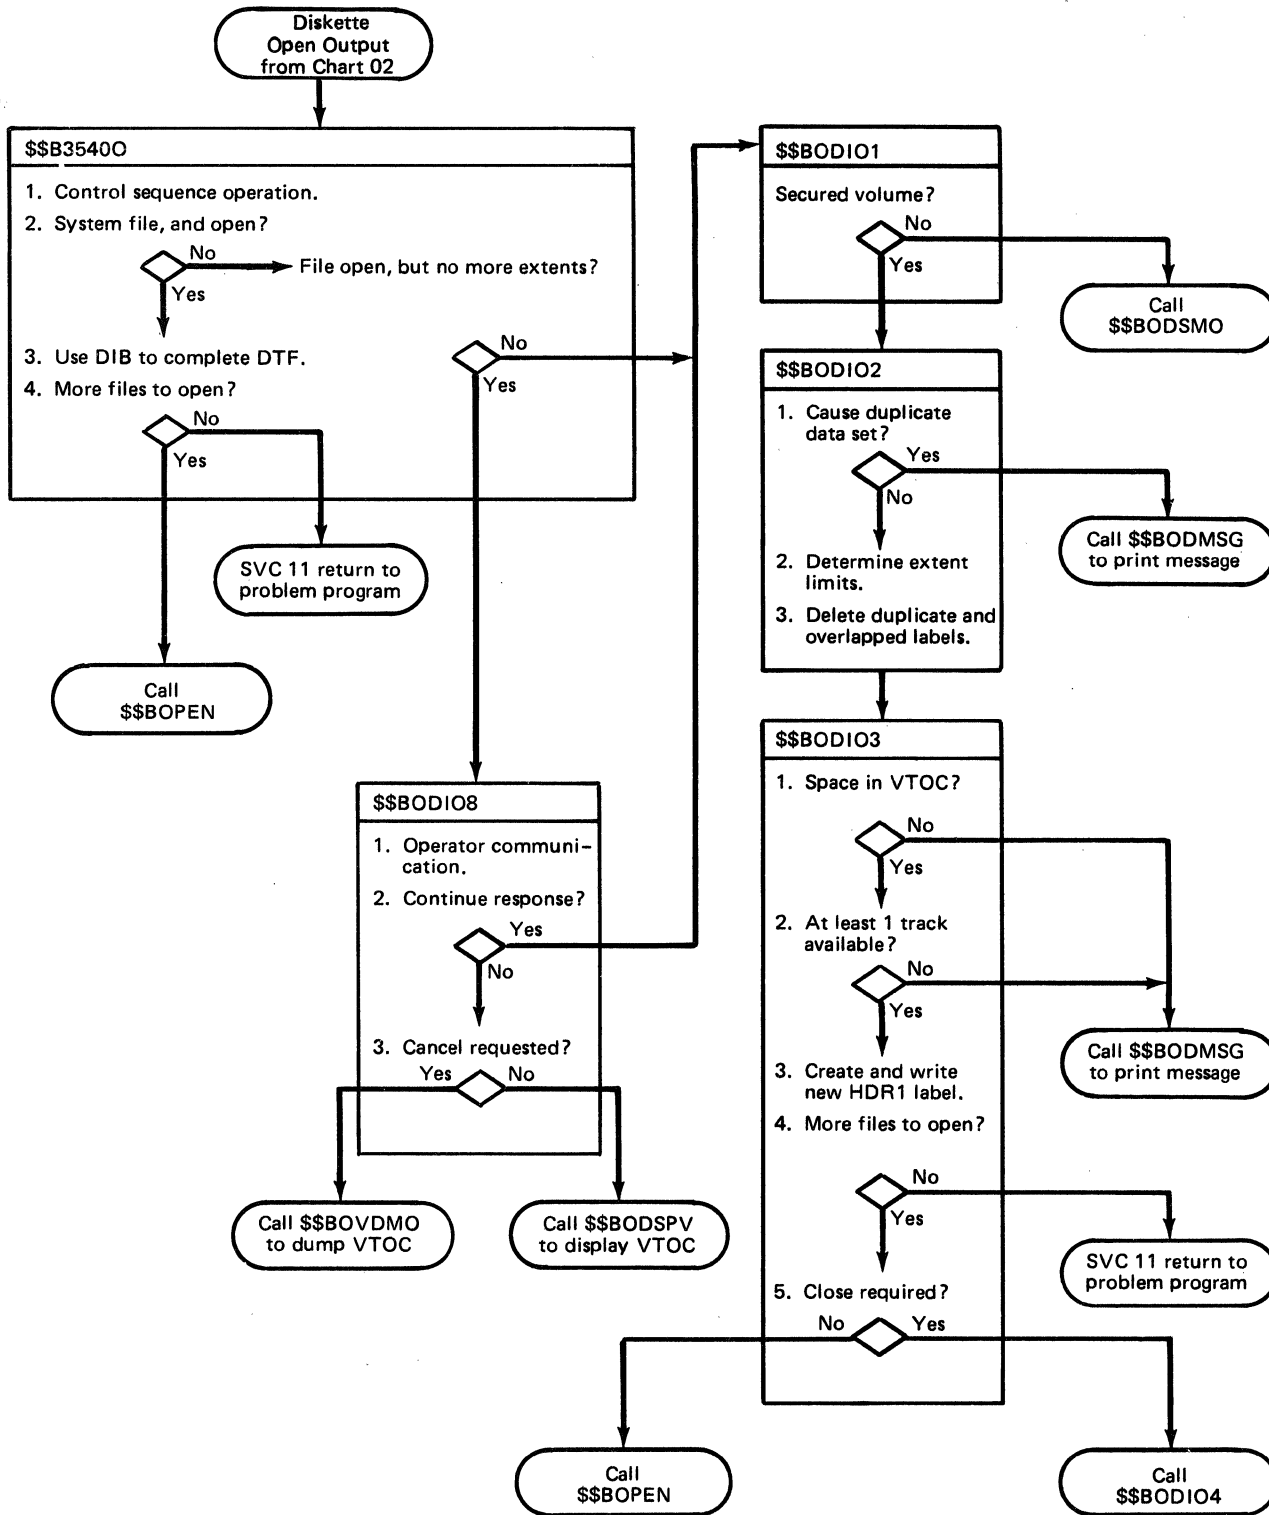 Diskette
Open Output
from Chart 02
$$B3540O
1. Control sequence operation.
2. System file, and open?
No
File open, but no more extents?
Yes
3. Use DIB to complete DTF.
No
Yes
4. More files to open?
No
Yes
SVC 11 return to
problem program
Call
$$BOPEN
$$BODIO8
1. Operator communi-
cation.
2. Continue response?
Yes
No
3. Cancel requested?
Yes
No
Call $$BOVDMO
to dump VTOC
Call $$BODSPV
to display VTOC
$$BODIO1
Secured volume?
No
Yes
Call
$$BODSMO
$$BODIO2
1. Cause duplicate
data set?
Yes
No
Call $$BODMSG
to print message
2. Determine extent
limits.
3. Delete duplicate and
overlapped labels.
$$BODIO3
1. Space in VTOC?
No
Yes
2. At least 1 track
available?
No
Yes
Call $$BODMSG
to print message
3. Create and write
new HDR1 label.
4. More files to open?
No
Yes
SVC 11 return to
problem program
5. Close required?
No
Yes
Call
$$BOPEN
Call
$$BODIO4